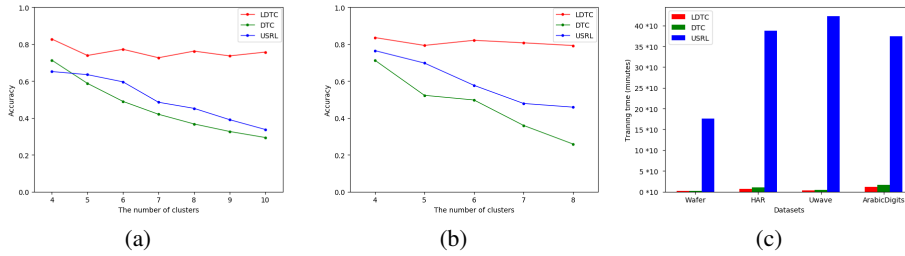 1.0
0.8
0.6
0.4
0.2
0.0
Accuracy
4 5 6 7 8 9 10
The number of clusters
LDTC
DTC
USRL
(a)
1.0
0.8
0.6
0.4
0.2
0.0
Accuracy
4 5 6 7 8
The number of clusters
LDTC
DTC
USRL
(b)
40 *10
35 *10
30 *10
25 *10
20 *10
15 *10
10 *10
5 *10
0 *10
Training time (minutes)
Wafer HAR Uwave ArabicDigits
Datasets
LDTC
DTC
USRL
(c)